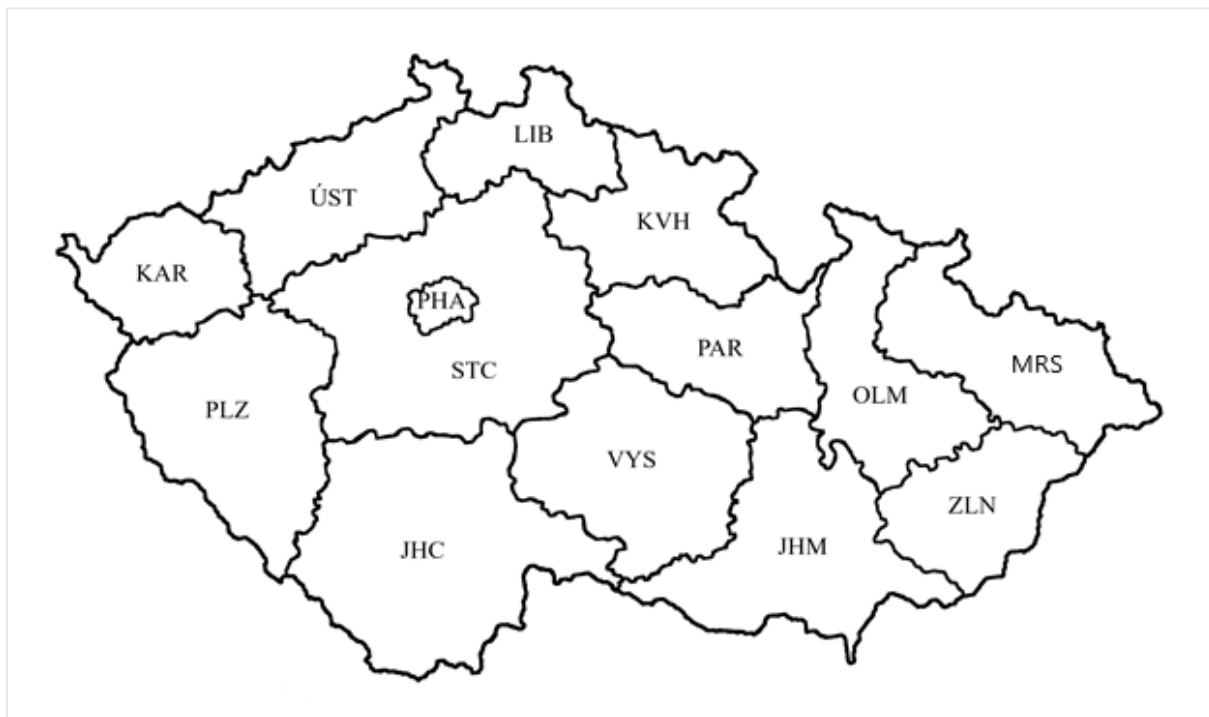 LIB
ÚST
KVH
KAR
PHA
PAR
MRS
STC
OLM
PLZ
VYS
ZLN
JHC
JHM